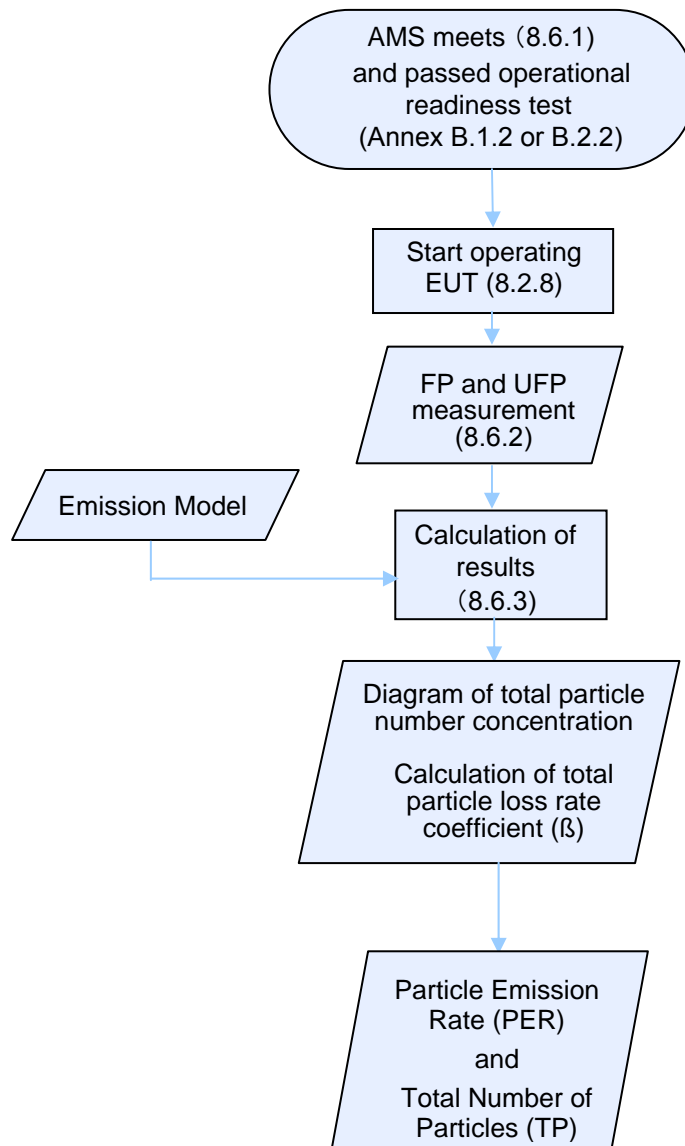 AMS meets （8.6.1)
and passed operational
readiness test
(Annex B.1.2 or B.2.2)
Start operating
EUT (8.2.8)
FP and UFP
measurement
(8.6.2)
Emission Model
Calculation of
results
（8.6.3)
Diagram of total particle
number concentration
Calculation of total
particle loss rate
coefficient (ß)
Particle Emission
Rate (PER)
and
Total Number of
Particles (TP)